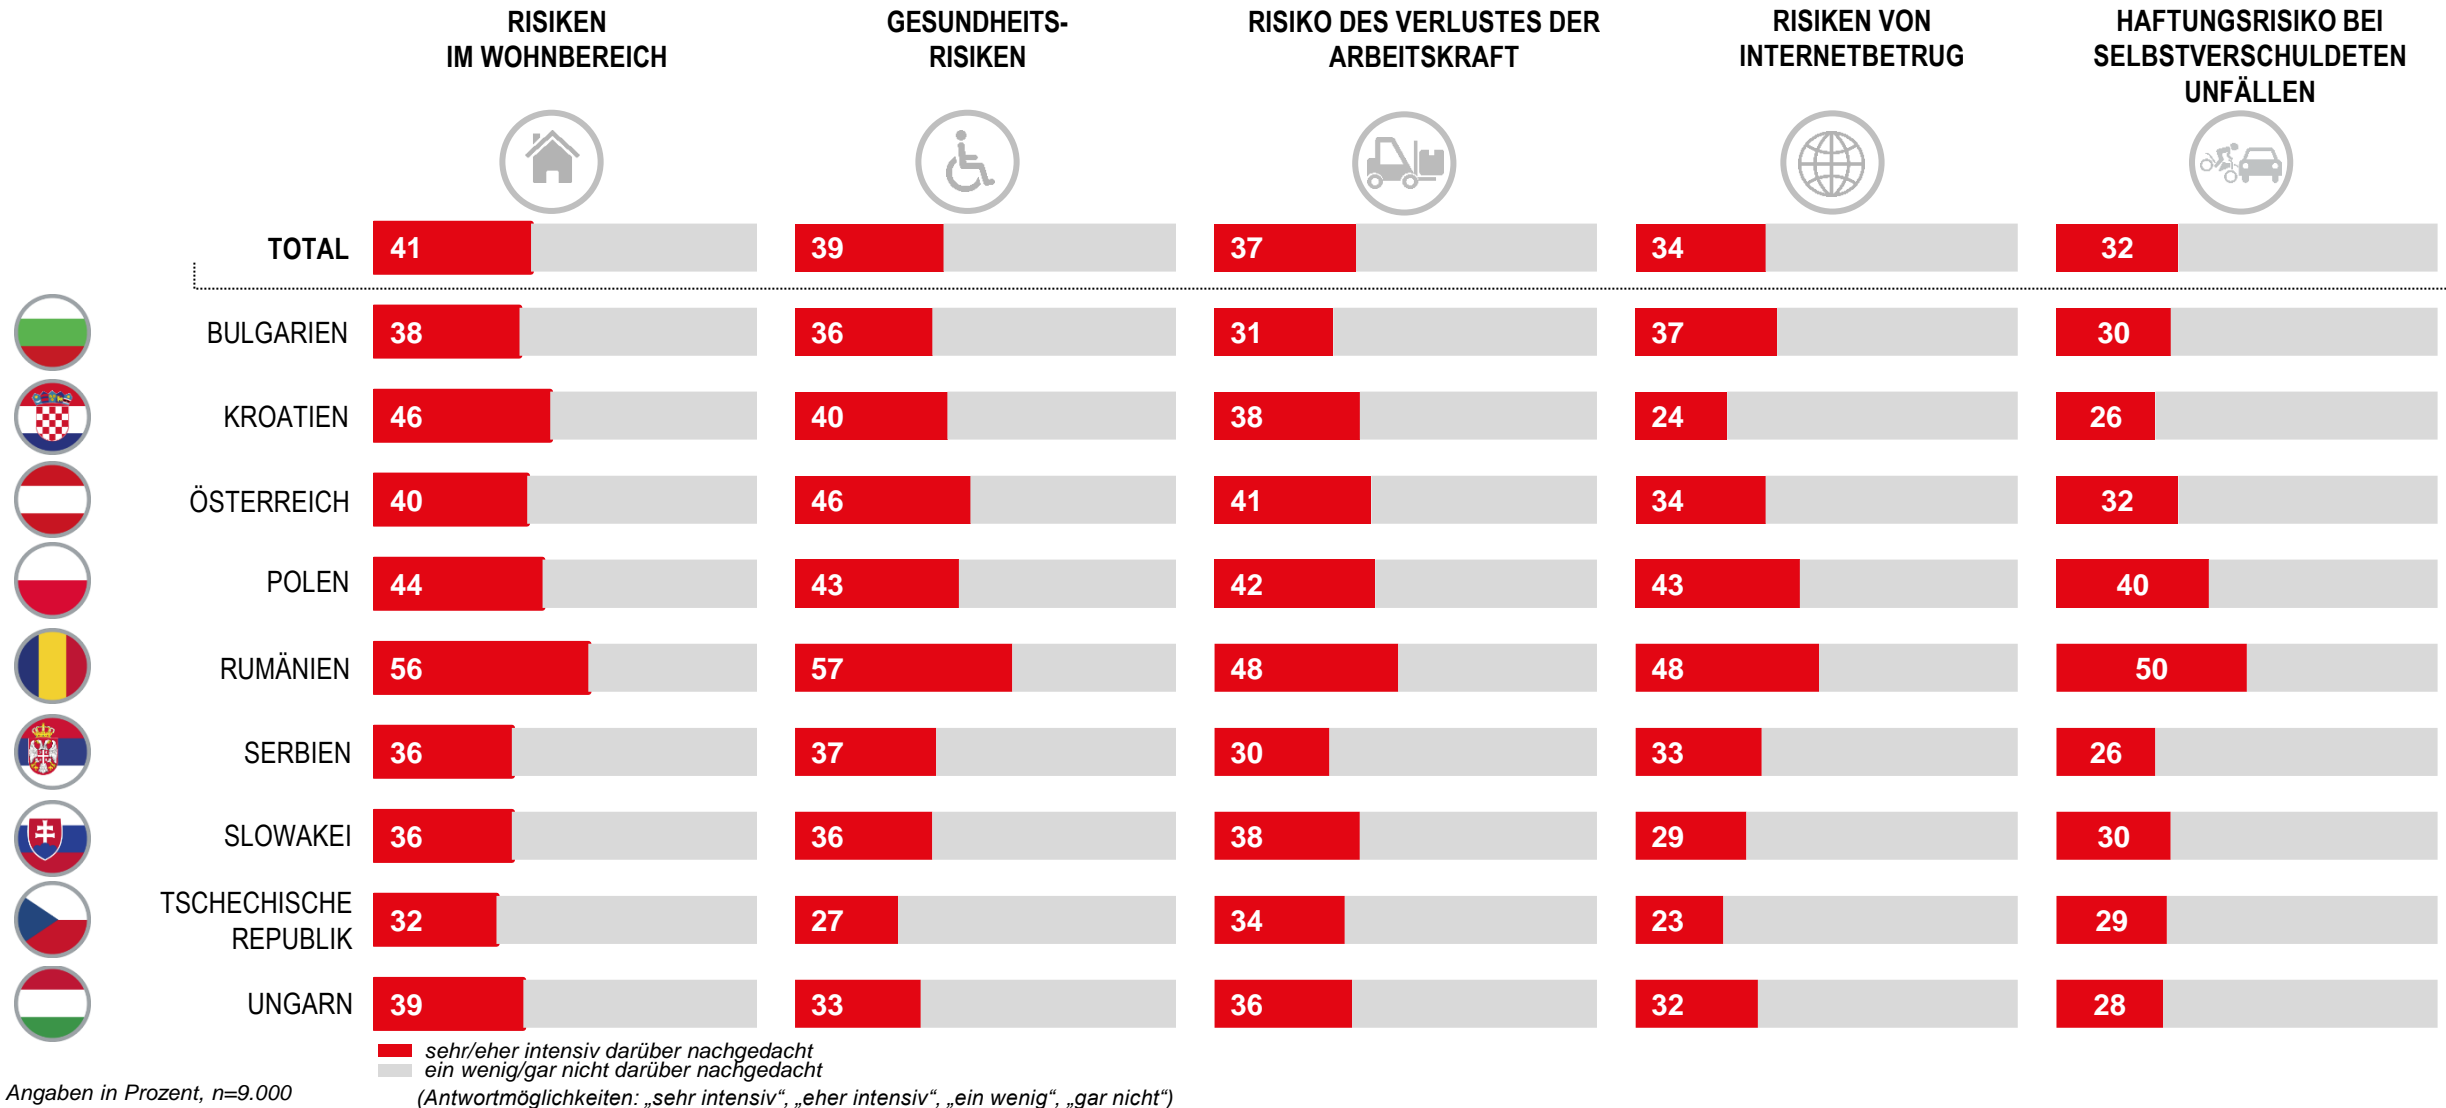 RISIKEN
IM WOHNBEREICH
GESUNDHEITS-
RISIKEN
RISIKO DES VERLUSTES DER
ARBEITSKRAFT
RISIKEN VON
INTERNETBETRUG
HAFTUNGSRISIKO BEI
SELBSTVERSCHULDETEN
UNFÄLLEN
TOTAL 41 39 37 34 32
BULGARIEN 38 36 31 37 30
KROATIEN 46 40 38 24 26
ÖSTERREICH 40 46 41 34 32
POLEN 44 43 42 43 40
RUMÄNIEN 56 57 48 48 50
SERBIEN 36 37 30 33 26
SLOWAKEI 36 36 38 29 30
TSCHECHISCHE
REPUBLIK 32 27 34 23 29
UNGARN 39 33 36 32 28
sehr/eher intensiv darüber nachgedacht
ein wenig/gar nicht darüber nachgedacht
Angaben in Prozent, n=9.000
(Antwortmöglichkeiten: „sehr intensiv“, „eher intensiv“, „ein wenig“, „gar nicht“)